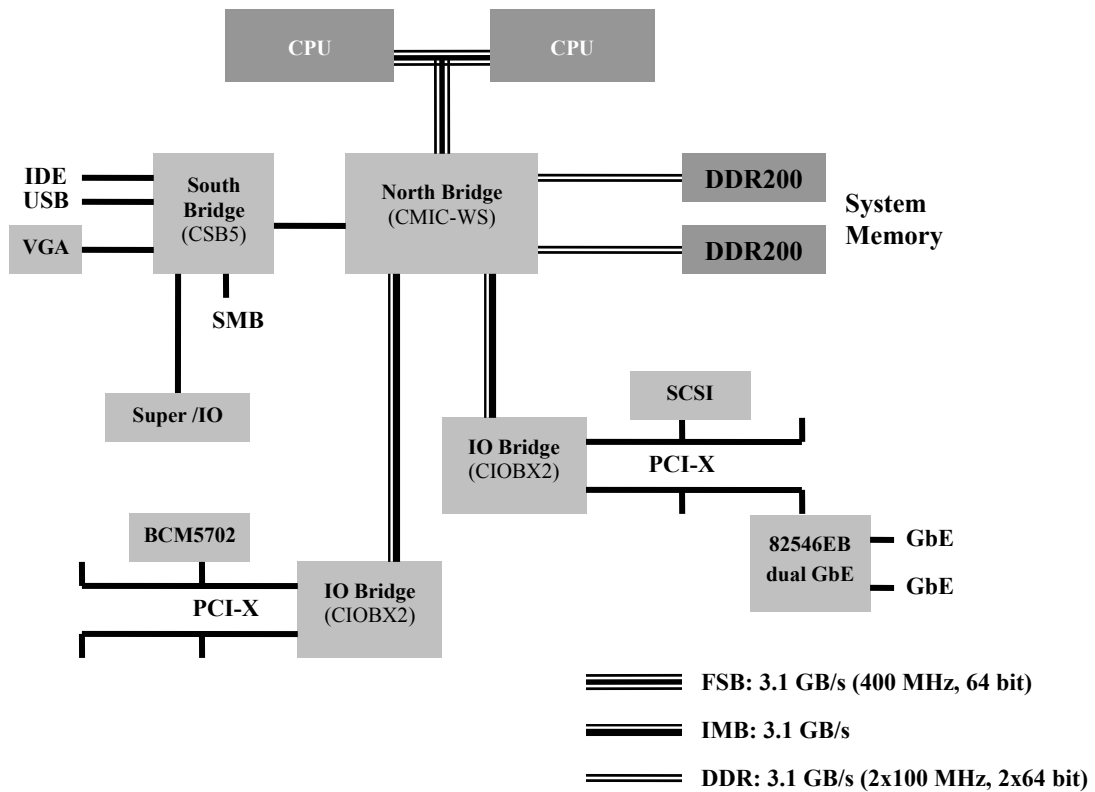 CPU
CPU
IDE
USB
VGA
South
Bridge
(CSB5)
North Bridge
(CMIC-WS)
DDR200
DDR200
System
Memory
SMB
Super /IO
SCSI
IO Bridge
(CIOBX2)
PCI-X
82546EB
dual GbE
GbE
GbE
BCM5702
PCI-X
IO Bridge
(CIOBX2)
FSB: 3.1 GB/s (400 MHz, 64 bit)
IMB: 3.1 GB/s
DDR: 3.1 GB/s (2x100 MHz, 2x64 bit)